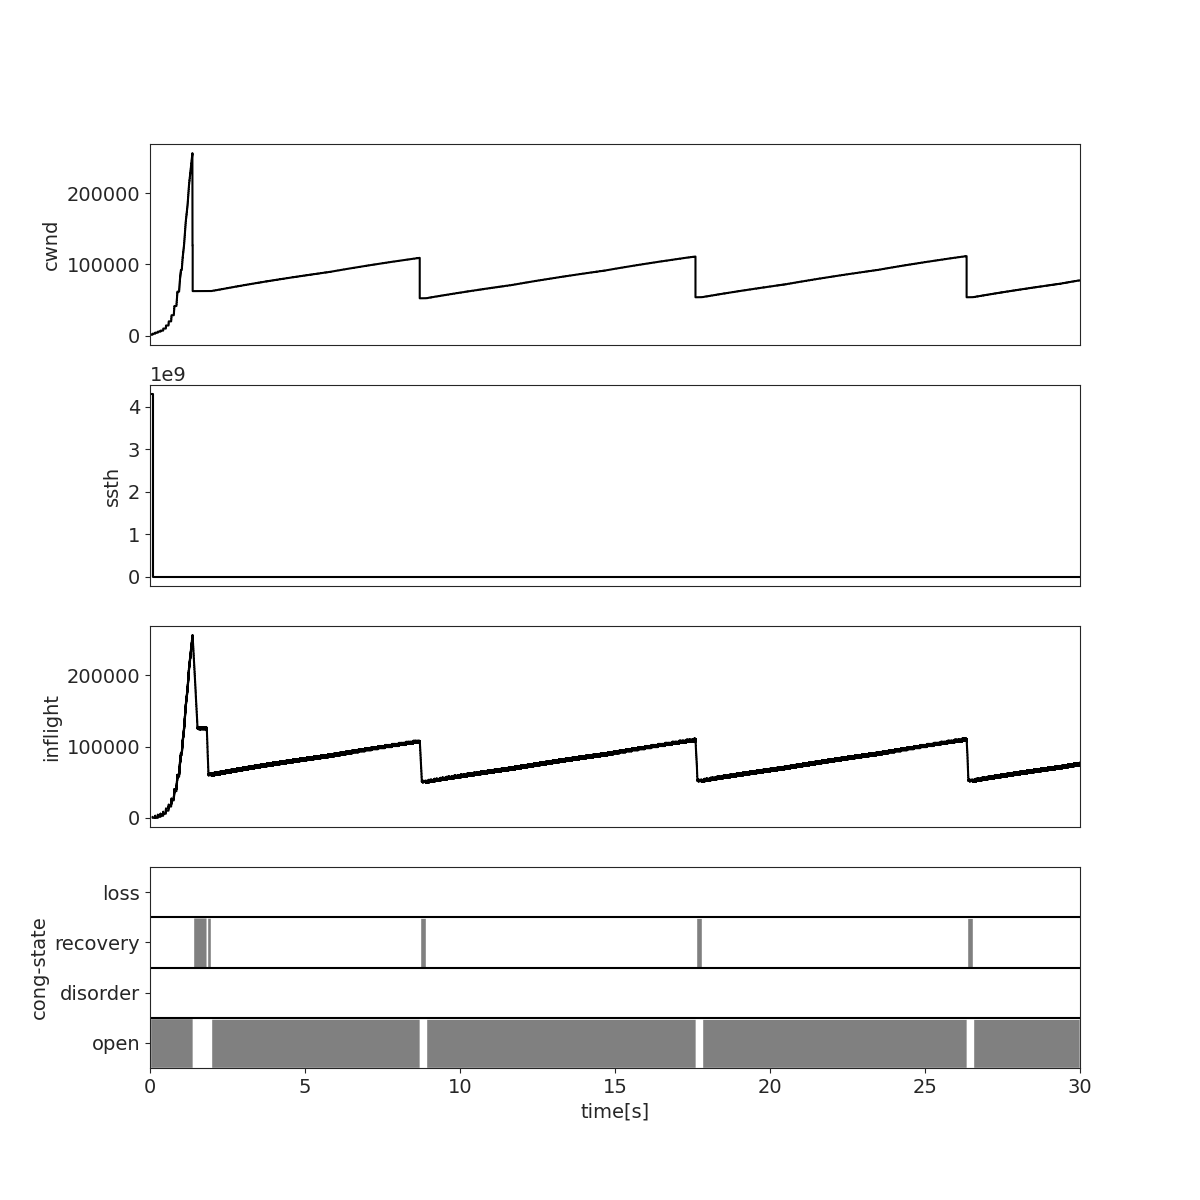 200000
100000
0
cwnd
1e9
4
3
2
1
0
ssth
200000
100000
0
inflight
loss
recovery
disorder
open
cong-state
0 5 10 15 20 25 30
time[s]